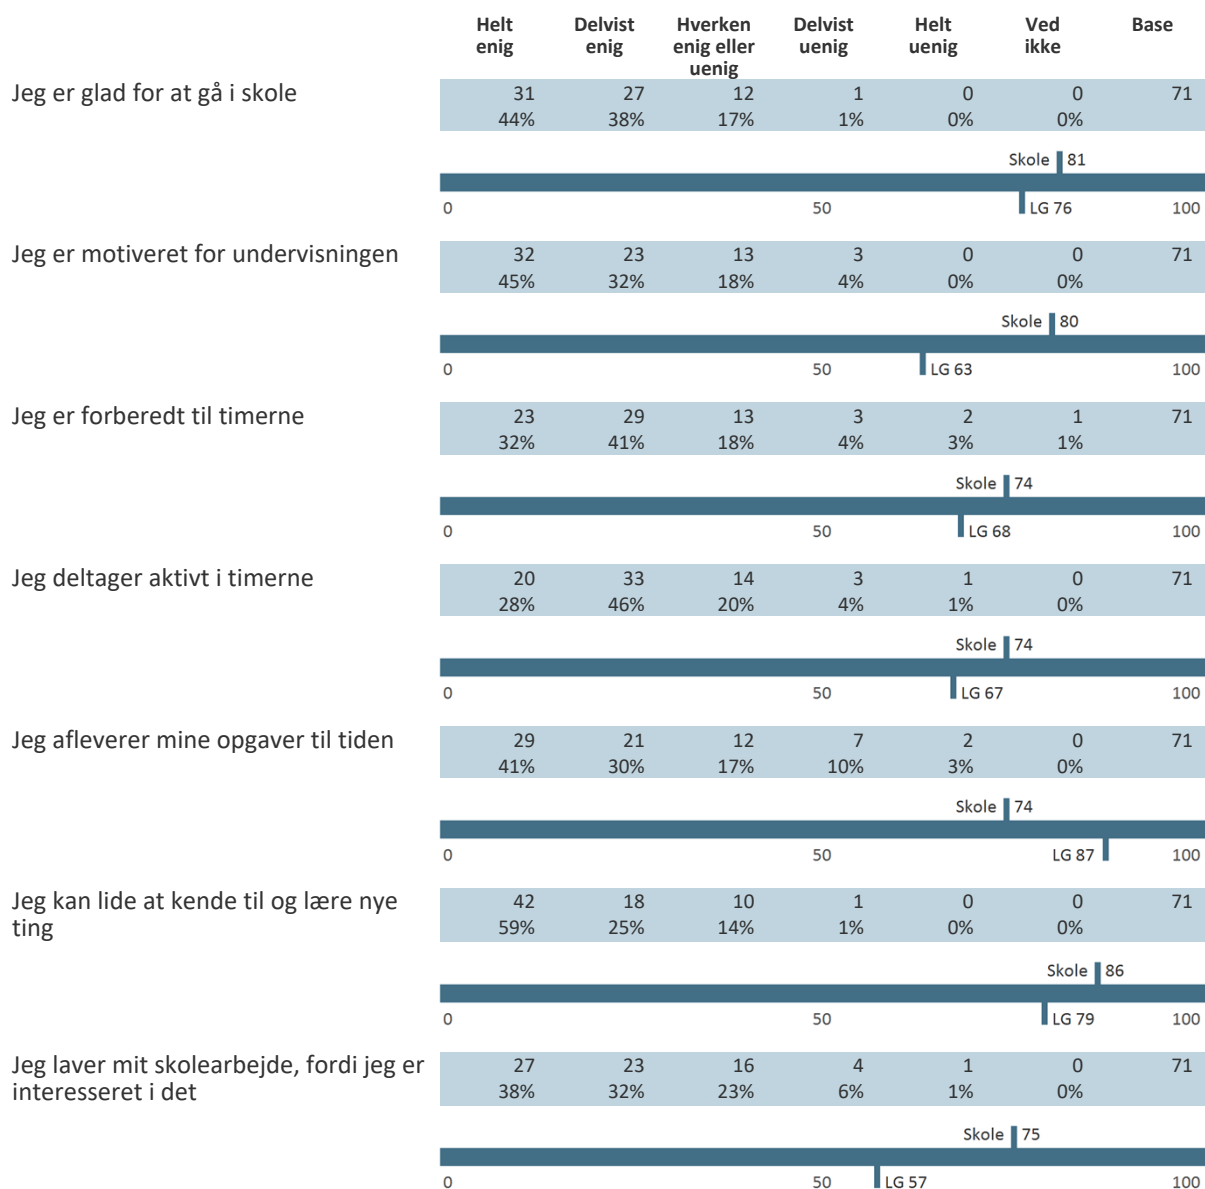 Helt enig Delvist enig Hverken enig eller uenig Delvist uenig Helt uenig Ved ikke Base
Jeg er glad for at gå i skole 31 27 12 1 0 0 71
44% 38% 17% 1% 0% 0%
Skole 81
0 50 LG 76 100
Jeg er motiveret for undervisningen 32 23 13 3 0 0 71
45% 32% 18% 4% 0% 0%
Skole 80
0 50 LG 63 100
Jeg er forberedt til timerne 23 29 13 3 2 1 71
32% 41% 18% 4% 3% 1%
Skole 74
0 50 LG 68 100
Jeg deltager aktivt i timerne 20 33 14 3 1 0 71
28% 46% 20% 4% 1% 0%
Skole 74
0 50 LG 67 100
Jeg afleverer mine opgaver til tiden 29 21 12 7 2 0 71
41% 30% 17% 10% 3% 0%
Skole 74
0 50 LG 87 100
Jeg kan lide at kende til og lære nye 42 18 10 1 0 0 71
ting 59% 25% 14% 1% 0% 0%
Skole 86
0 50 LG 79 100
Jeg laver mit skolearbejde, fordi jeg er 27 23 16 4 1 0 71
interesseret i det 38% 32% 23% 6% 1% 0%
Skole 75
0 50 LG 57 100